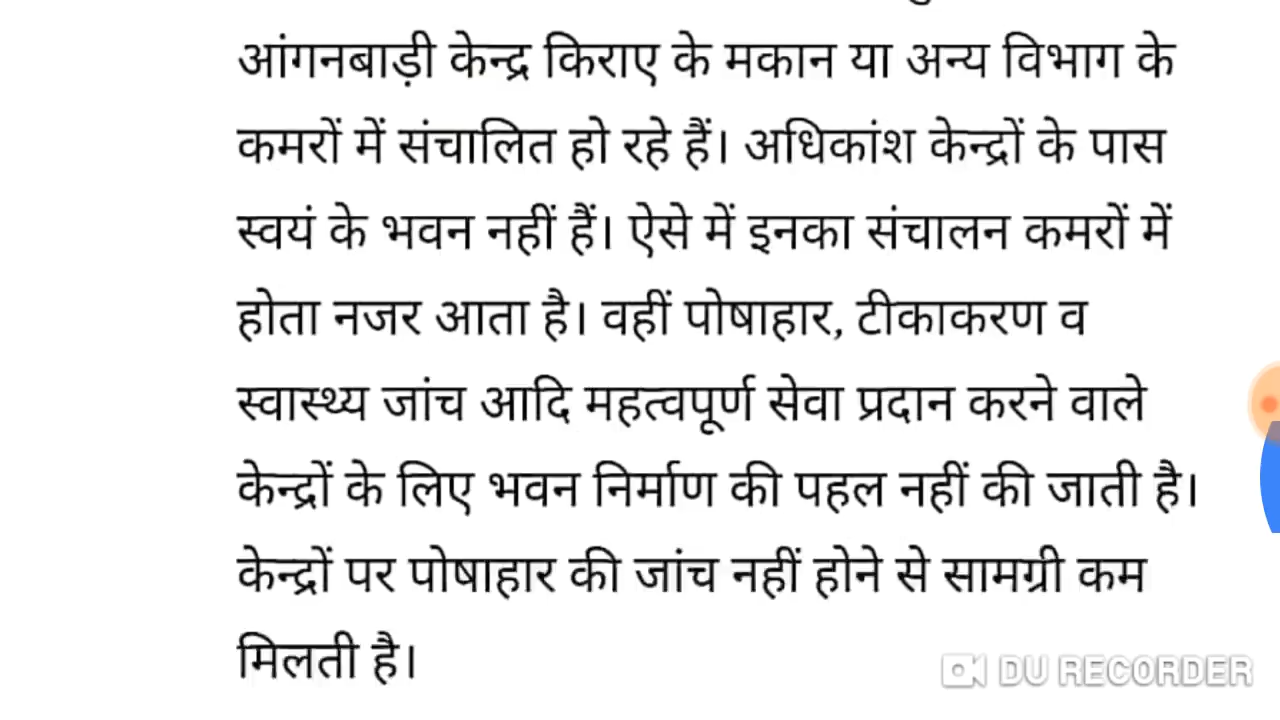 आंगनबाड़ी केन्द्र किराए के मकान या अन्य विभाग के
कमरों में संचालित हो रहे हैं। अधिकांश केन्द्रों के पास
स्वयं के भवन नहीं हैं। ऐसे में इनका संचालन कमरों में
होता नजर आता है। वहीं पोषाहार, टीकाकरण व
स्वास्थ्य जांच आदि महत्वपूर्ण सेवा प्रदान करने वाले
केन्द्रों के लिए भवन निर्माण की पहल नहीं की जाती है।
केन्द्रों पर पोषाहार की जांच नहीं होने से सामग्री कम
मिलती है।
DU RECORDER